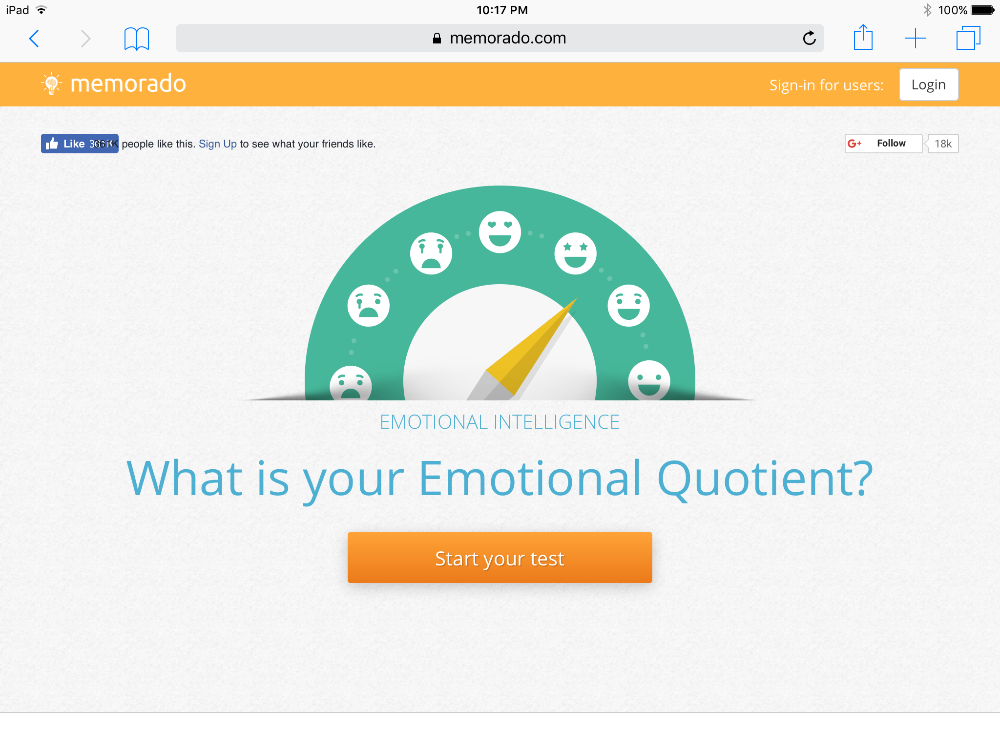 iPad 10:17 PM 100%
memorado.com
memorado Sign-in for users: Login
Like people like this. Sign Up to see what your friends like. G+ Follow 18k
EMOTIONAL INTELLIGENCE
What is your Emotional Quotient?
Start your test